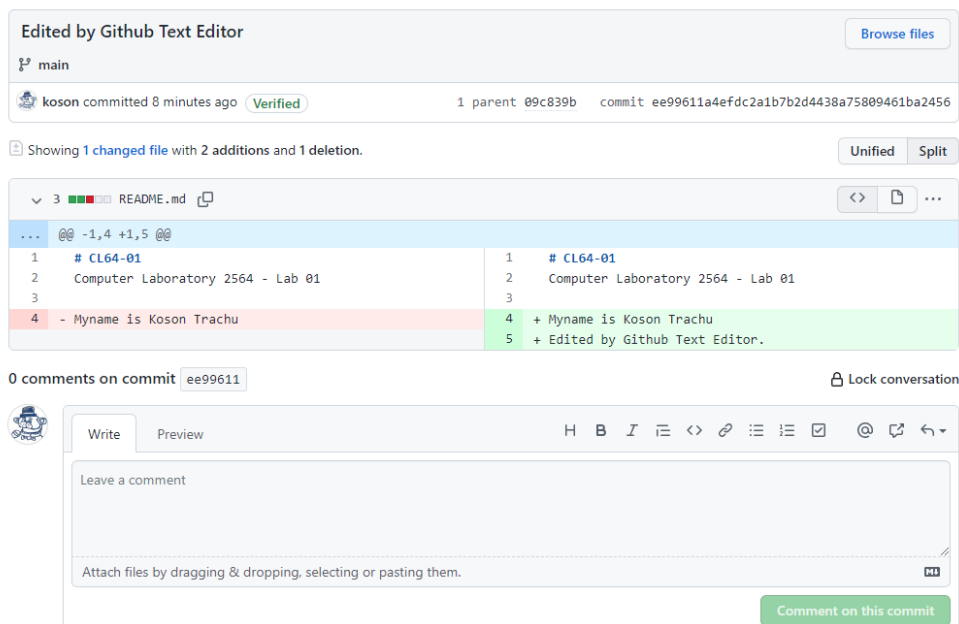 Edited by Github Text Editor
Browse files
main
koson committed 8 minutes ago Verified 1 parent 09c839b commit ee99611a4efdc2a1b7b2d4438a75809461ba2456
Showing 1 changed file with 2 additions and 1 deletion.
Unified Split
3 README.md
... @@ -1,4 +1,5 @@
1 # CL64-01 1 # CL64-01
2 Computer Laboratory 2564 - Lab 01 2 Computer Laboratory 2564 - Lab 01
3 3
4 - Myname is Koson Trachu 4 + Myname is Koson Trachu
5 + Edited by Github Text Editor.
0 comments on commit ee99611 Lock conversation
Write Preview
Leave a comment
Attach files by dragging & dropping, selecting or pasting them.
Comment on this commit